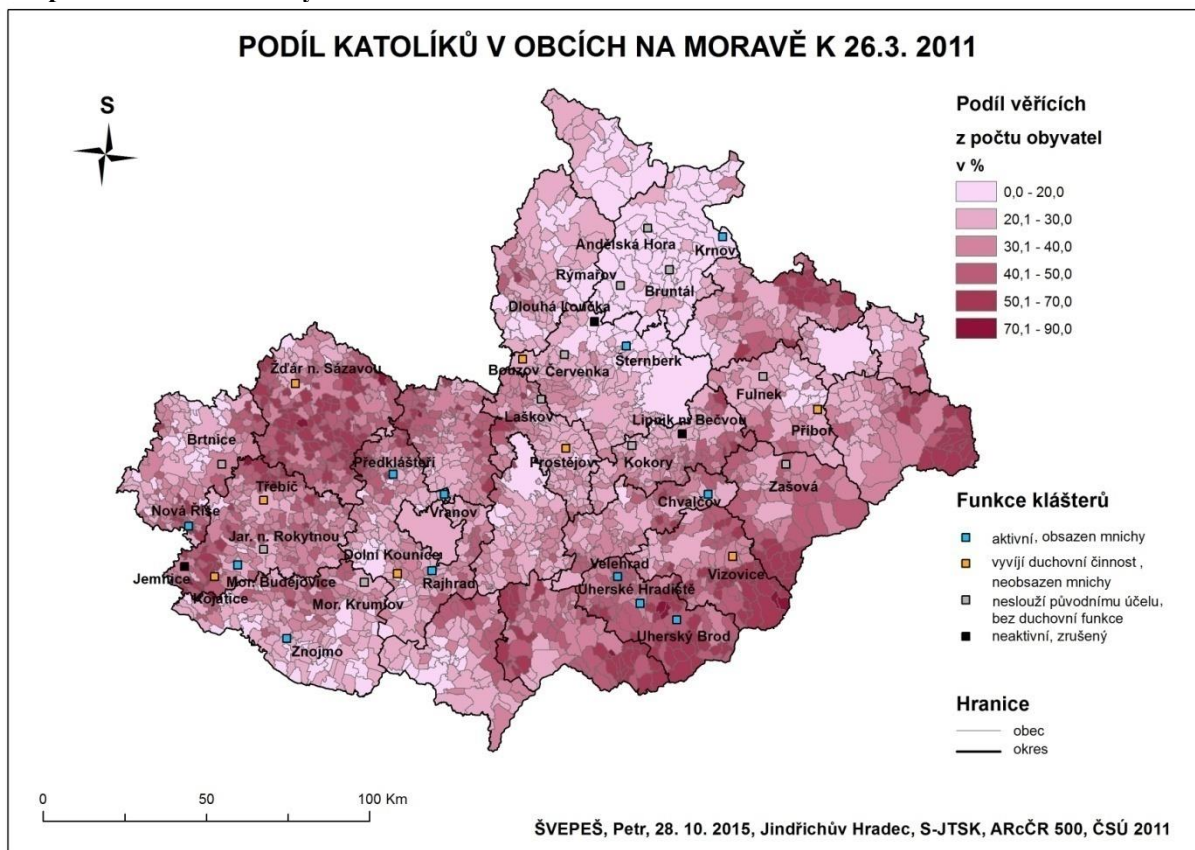 PODÍL KATOLÍKŮ V OBCÍCH NA MORAVĚ K 26.3. 2011
S
Podíl věřících
z počtu obyvatel
v %
0,0 - 20,0
20,1 - 30,0
30,1 - 40,0
40,1 - 50,0
50,1 - 70,0
70,1 - 90,0
Andělská Hora
Krnov
Rýmařov
Bruntál
Dlouhá Loučka
Šternberk
Bouzov
Červenka
Žďár n. Sázavou
Fulnek
Laškov
Lipník n. Bečvou
Příbor
Brtnice
Prostějov
Kokory
Předklášteří
Zašová
Třebíč
Chvalčov
Nová Říše
Vranov
Jar. n. Rokytnou
Dolní Kounice
Velehrad
Vizovice
Jemnice
Mor. Budějovice
Rajhrad
Uherské Hradiště
Kojatice
Mor. Krumlov
Uherský Brod
Znojmo
Funkce klášterů
aktivní, obsazen mnichy
vyvíjí duchovní činnost ,
neobsazen mnichy
neslouží původnímu účelu,
bez duchovní funkce
neaktivní, zrušený
Hranice
obec
okres
0 50 100 Km
ŠVEPEŠ, Petr, 28. 10. 2015, Jindřichův Hradec, S-JTSK, ARcČR 500, ČSÚ 2011